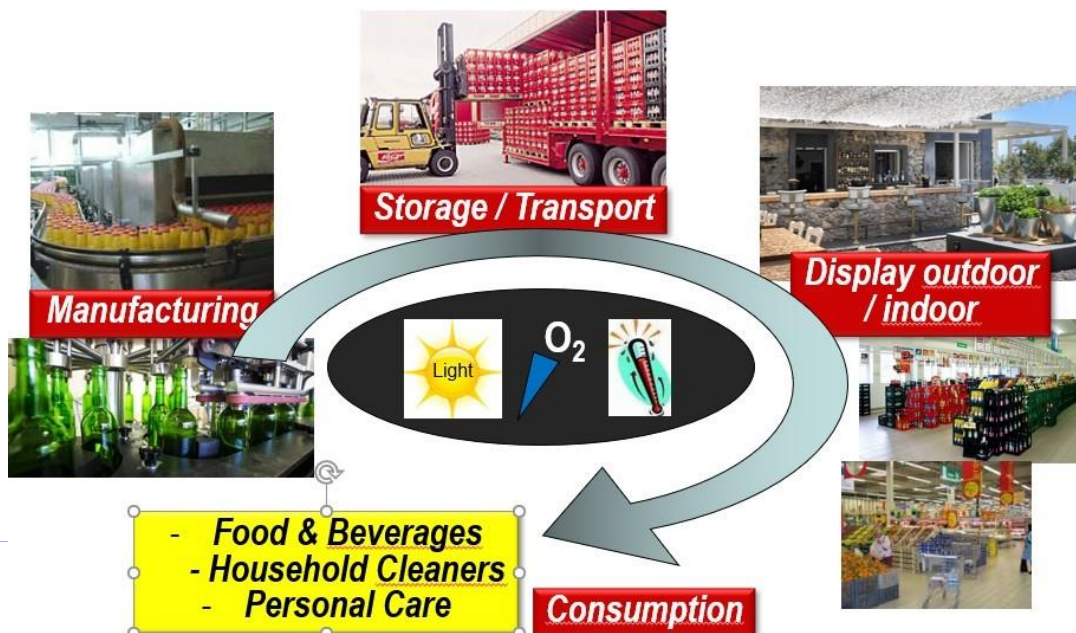 Storage / Transport
Manufacturing
Display outdoor
/ indoor
Light
O₂
- Food & Beverages
- Household Cleaners
- Personal Care
Consumption